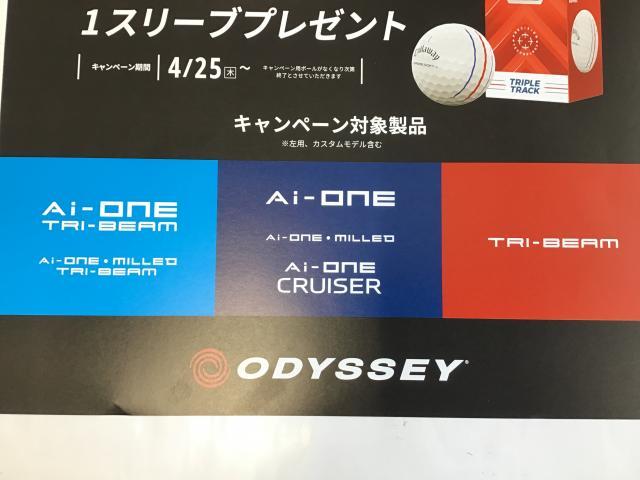 1スリーブプレゼント
キャンペーン期間
4/25木～
キャンペーン用ボールがなくなり次第
終了とさせていただきます
Callaway
TRIPLE
TRACK
キャンペーン対象製品
※左用、カスタムモデル含む
Ai-ONE
TRI-BEAM
Ai-ONE・MILLED
TRI-BEAM
Ai-ONE
Ai-ONE・MILLED
Ai-ONE
CRUISER
TRI-BEAM
ODYSSEY®